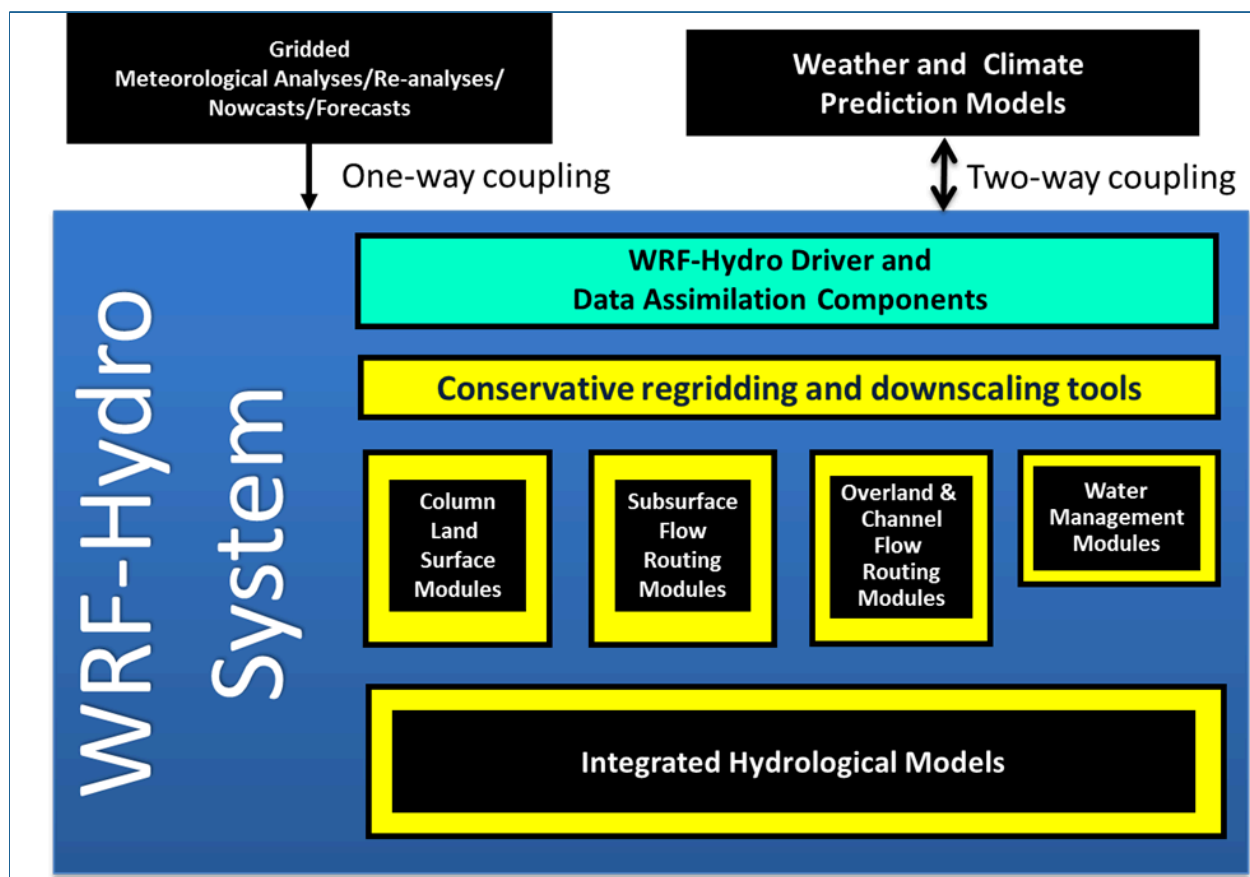 Gridded
Meteorological Analyses/Re-analyses/
Nowcasts/Forecasts
Weather and Climate
Prediction Models
One-way coupling
Two-way coupling
WRF-Hydro
System
WRF-Hydro Driver and
Data Assimilation Components
Conservative regridding and downscaling tools
Column
Land
Surface
Modules
Subsurface
Flow
Routing
Modules
Overland &
Channel
Flow
Routing
Modules
Water
Management
Modules
Integrated Hydrological Models